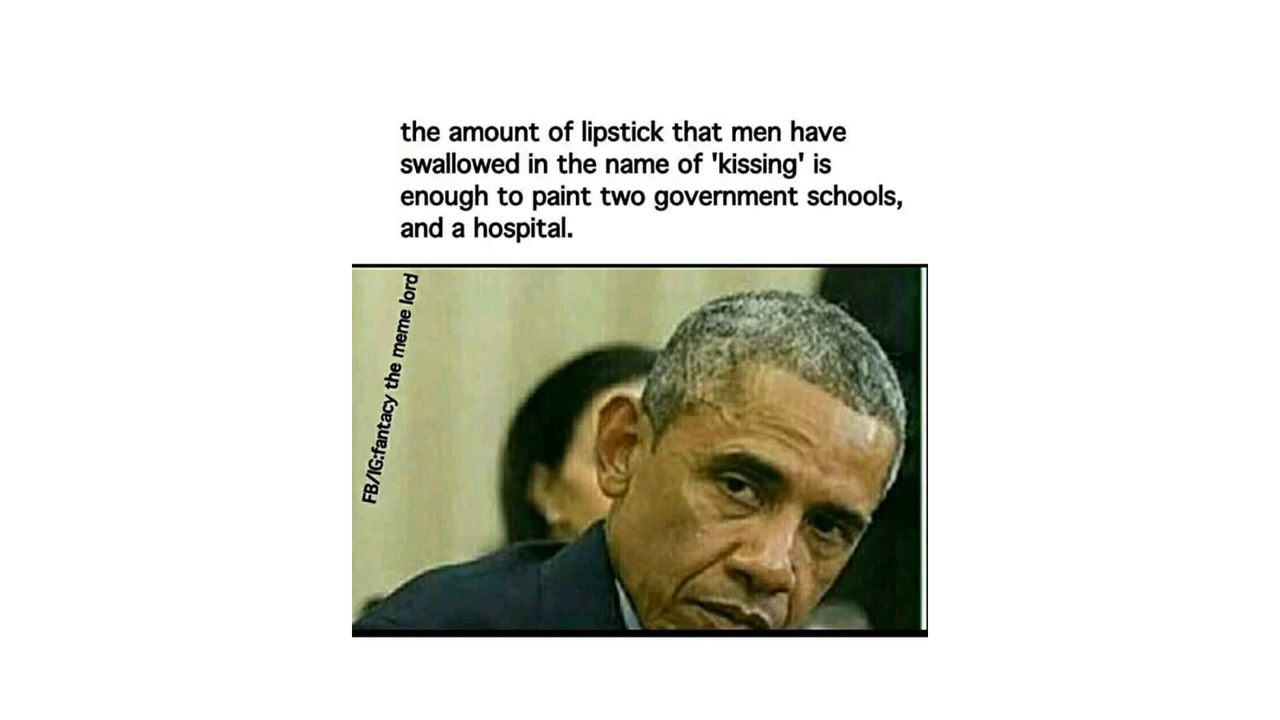 the amount of lipstick that men have
swallowed in the name of 'kissing' is
enough to paint two government schools,
and a hospital.
FB/IG:fantacy the meme lord